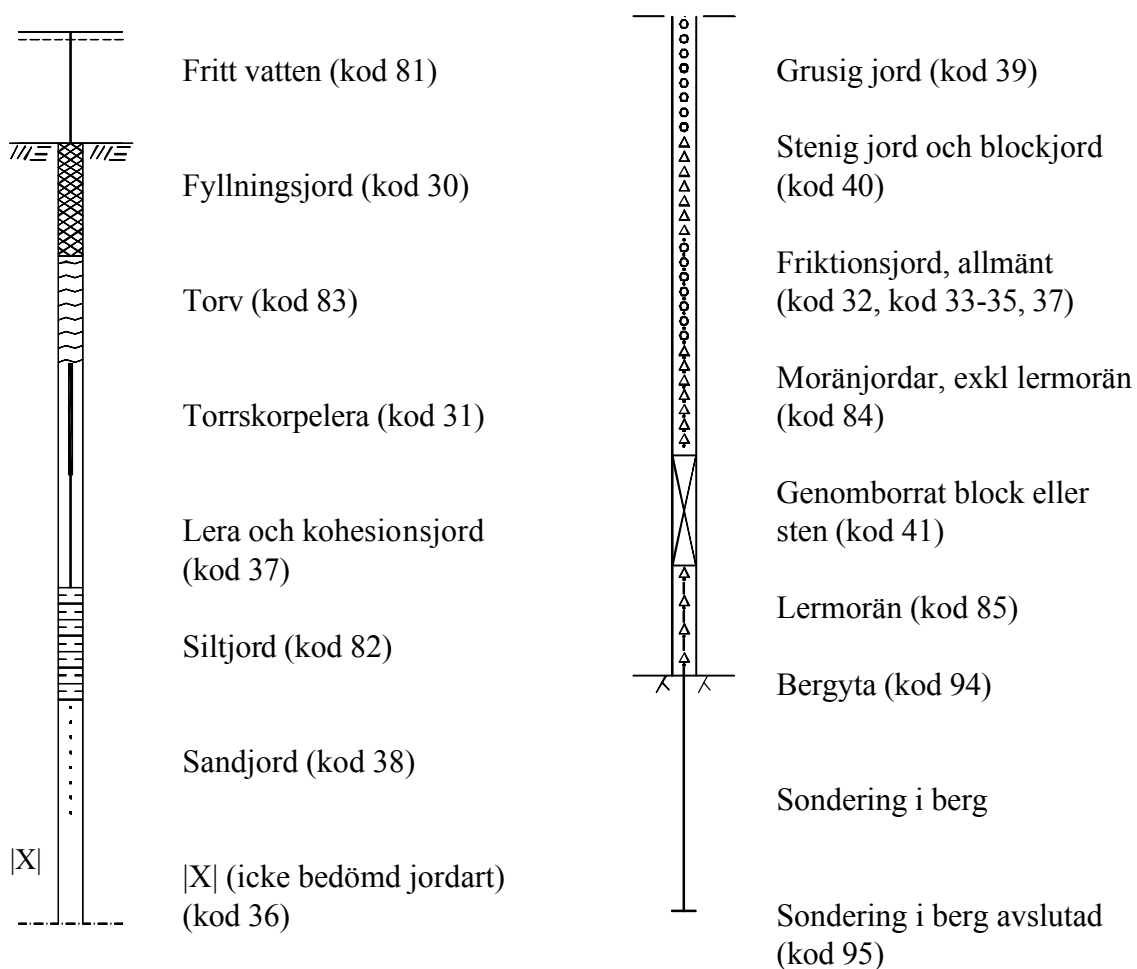 Fritt vatten (kod 81)
Fyllningsjord (kod 30)
Torv (kod 83)
Torrskorpelera (kod 31)
Lera och kohesionsjord
(kod 37)
Siltjord (kod 82)
Sandjord (kod 38)
|X|
|X| (icke bedömd jordart)
(kod 36)
Grusig jord (kod 39)
Stenig jord och blockjord
(kod 40)
Friktionsjord, allmänt
(kod 32, kod 33-35, 37)
Moränjordar, exkl lermorän
(kod 84)
Genomborrat block eller
sten (kod 41)
Lermorän (kod 85)
Bergyta (kod 94)
Sondering i berg
Sondering i berg avslutad
(kod 95)